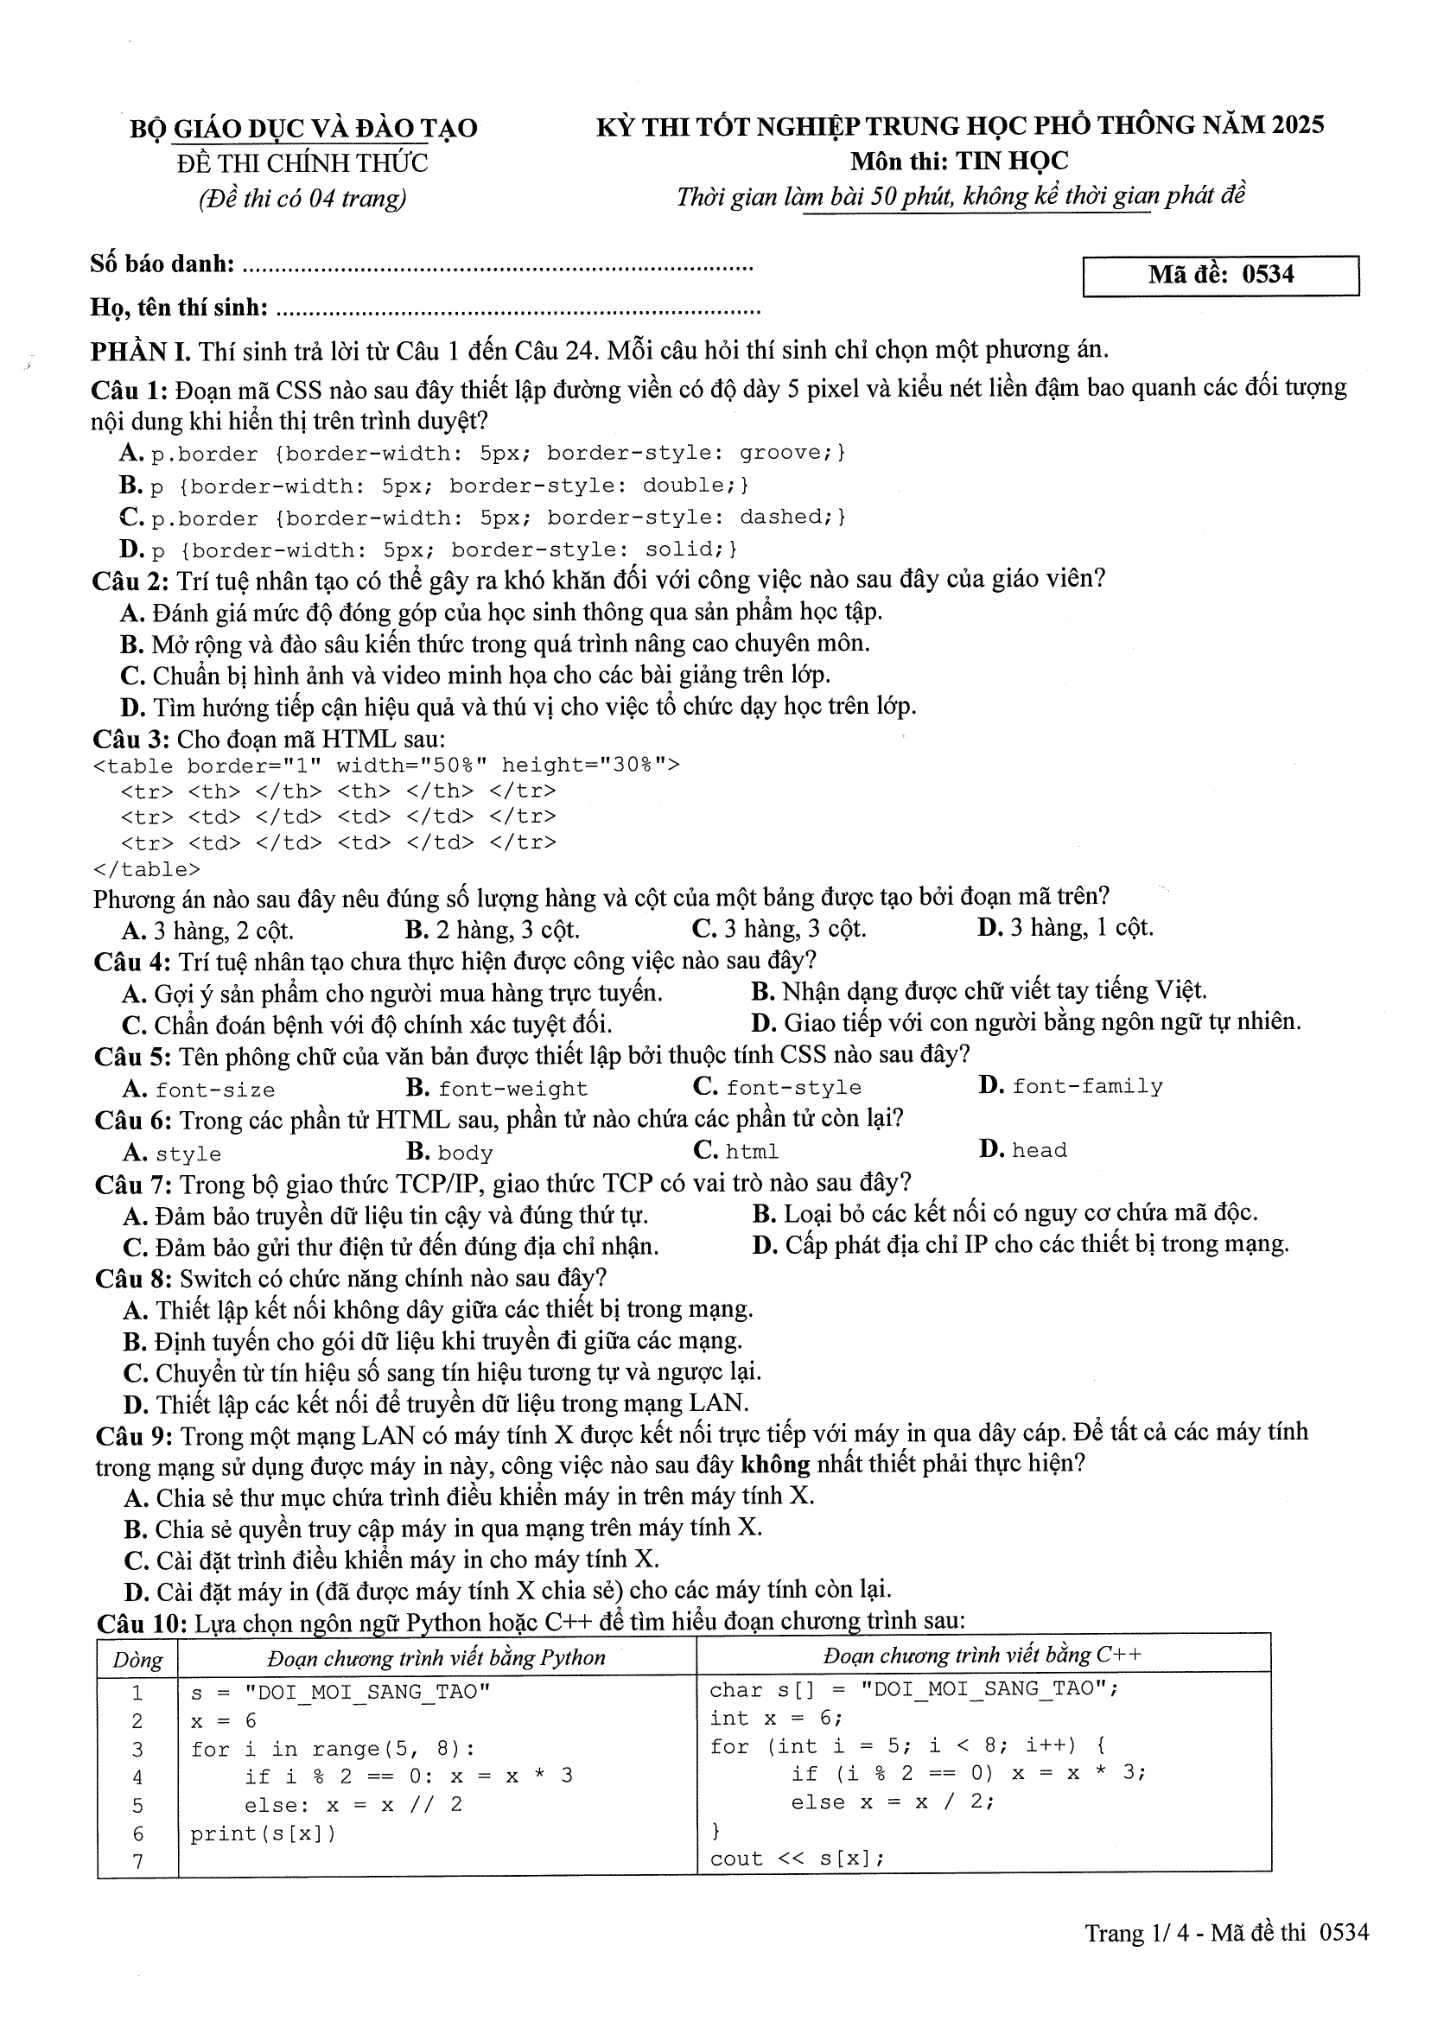 BỘ GIÁO DỤC VÀ ĐÀO TẠO
ĐỀ THI CHÍNH THỨC
(Đề thi có 04 trang)
KỲ THI TỐT NGHIỆP TRUNG HỌC PHỔ THÔNG NĂM 2025
Môn thi: TIN HỌC
Thời gian làm bài 50 phút, không kể thời gian phát đề
Số báo danh: ................................................................................
Họ, tên thí sinh: ...........................................................................
Mã đề: 0534
PHẦN I. Thí sinh trả lời từ Câu 1 đến Câu 24. Mỗi câu hỏi thí sinh chỉ chọn một phương án.
Câu 1: Đoạn mã CSS nào sau đây thiết lập đường viền có độ dày 5 pixel và kiểu nét liền đậm bao quanh các đối tượng
nội dung khi hiển thị trên trình duyệt?
A. p.border {border-width: 5px; border-style: groove;}
B. p {border-width: 5px; border-style: double;}
C. p.border {border-width: 5px; border-style: dashed;}
D. p {border-width: 5px; border-style: solid;}
Câu 2: Trí tuệ nhân tạo có thể gây ra khó khăn đối với công việc nào sau đây của giáo viên?
A. Đánh giá mức độ đóng góp của học sinh thông qua sản phẩm học tập.
B. Mở rộng và đào sâu kiến thức trong quá trình nâng cao chuyên môn.
C. Chuẩn bị hình ảnh và video minh họa cho các bài giảng trên lớp.
D. Tìm hướng tiếp cận hiệu quả và thú vị cho việc tổ chức dạy học trên lớp.
Câu 3: Cho đoạn mã HTML sau:
<table border="1" width="50%" height="30%">
<tr> <th> </th> <th> </th> </tr>
<tr> <td> </td> <td> </td> </tr>
<tr> <td> </td> <td> </td> </tr>
</table>
Phương án nào sau đây nêu đúng số lượng hàng và cột của một bảng được tạo bởi đoạn mã trên?
A. 3 hàng, 2 cột. B. 2 hàng, 3 cột. C. 3 hàng, 3 cột. D. 3 hàng, 1 cột.
Câu 4: Trí tuệ nhân tạo chưa thực hiện được công việc nào sau đây?
A. Gợi ý sản phẩm cho người mua hàng trực tuyến. B. Nhận dạng được chữ viết tay tiếng Việt.
C. Chẩn đoán bệnh với độ chính xác tuyệt đối. D. Giao tiếp với con người bằng ngôn ngữ tự nhiên.
Câu 5: Tên phông chữ của văn bản được thiết lập bởi thuộc tính CSS nào sau đây?
A. font-size B. font-weight C. font-style D. font-family
Câu 6: Trong các phần tử HTML sau, phần tử nào chứa các phần tử còn lại?
A. style B. body C. html D. head
Câu 7: Trong bộ giao thức TCP/IP, giao thức TCP có vai trò nào sau đây?
A. Đảm bảo truyền dữ liệu tin cậy và đúng thứ tự. B. Loại bỏ các kết nối có nguy cơ chứa mã độc.
C. Đảm bảo gửi thư điện tử đến đúng địa chỉ nhận. D. Cấp phát địa chỉ IP cho các thiết bị trong mạng.
Câu 8: Switch có chức năng chính nào sau đây?
A. Thiết lập kết nối không dây giữa các thiết bị trong mạng.
B. Định tuyến cho gói dữ liệu khi truyền đi giữa các mạng.
C. Chuyển từ tín hiệu số sang tín hiệu tương tự và ngược lại.
D. Thiết lập các kết nối để truyền dữ liệu trong mạng LAN.
Câu 9: Trong một mạng LAN có máy tính X được kết nối trực tiếp với máy in qua dây cáp. Để tất cả các máy tính
trong mạng sử dụng được máy in này, công việc nào sau đây không nhất thiết phải thực hiện?
A. Chia sẻ thư mục chứa trình điều khiển máy in trên máy tính X.
B. Chia sẻ quyền truy cập máy in qua mạng trên máy tính X.
C. Cài đặt trình điều khiển máy in cho máy tính X.
D. Cài đặt máy in (đã được máy tính X chia sẻ) cho các máy tính còn lại.
Câu 10: Lựa chọn ngôn ngữ Python hoặc C++ để tìm hiểu đoạn chương trình sau:
Dòng Đoạn chương trình viết bằng Python Đoạn chương trình viết bằng C++
1 s = "DOI_MOI_SANG_TAO" char s[] = "DOI_MOI_SANG_TAO";
2 x = 6 int x = 6;
3 for i in range(5, 8): for (int i = 5; i < 8; i++) {
4 if i % 2 == 0: x = x * 3 if (i % 2 == 0) x = x * 3;
5 else: x = x // 2 else x = x / 2;
6 print(s[x]) }
7 cout << s[x];
Trang 1/ 4 - Mã đề thi 0534